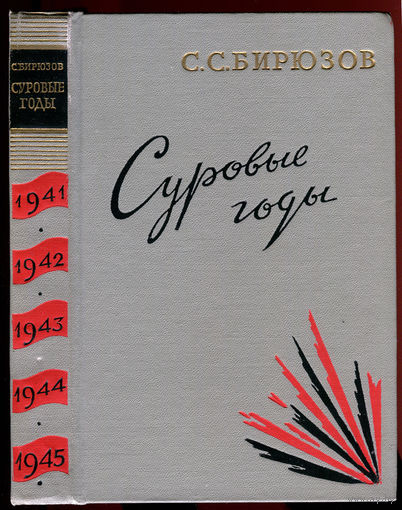 С. БИРЮЗОВ
СУРОВЫЕ
ГОДЫ
1941
1942
1943
1944
1945
С.С.БИРЮЗОВ
Суровые
годы